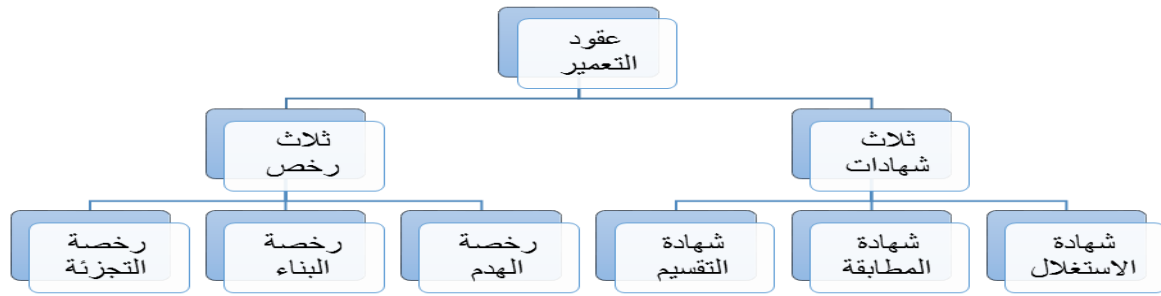 عقود
التعمير
ثلاث
شهادات
ثلاث
رخص
شهادة
الاستغلال
شهادة
المطابقة
شهادة
التقسيم
رخصة
الهدم
رخصة
البناء
رخصة
التجزئة